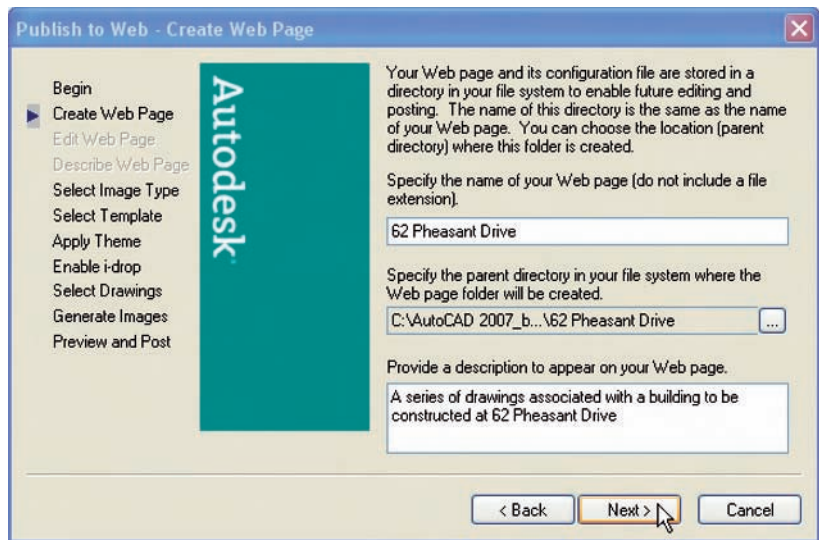 Publish to Web - Create Web Page
Begin
Create Web Page
Edit Web Page
Describe Web Page
Select Image Type
Select Template
Apply Theme
Enable i-drop
Select Drawings
Generate Images
Preview and Post
Autodesk
Your Web page and its configuration file are stored in a
directory in your file system to enable future editing and
posting. The name of this directory is the same as the name
of your Web page. You can choose the location (parent
directory) where this folder is created.
Specify the name of your Web page (do not include a file
extension).
62 Pheasant Drive
Specify the parent directory in your file system where the
Web page folder will be created.
C:\AutoCAD 2007_b...\62 Pheasant Drive
...
Provide a description to appear on your Web page.
A series of drawings associated with a building to be
constructed at 62 Pheasant Drive
< Back Next > Cancel